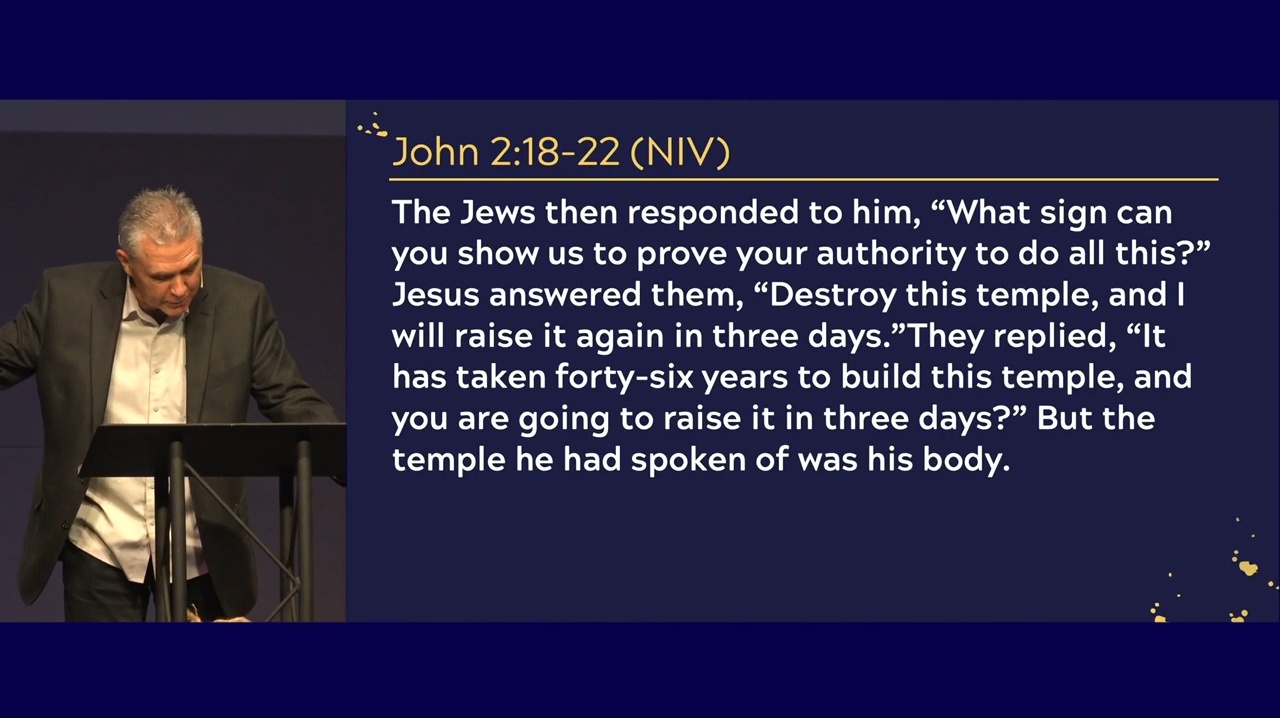 John 2:18-22 (NIV)
The Jews then responded to him, “What sign can
you show us to prove your authority to do all this?”
Jesus answered them, “Destroy this temple, and I
will raise it again in three days.”They replied, “It
has taken forty-six years to build this temple, and
you are going to raise it in three days?” But the
temple he had spoken of was his body.